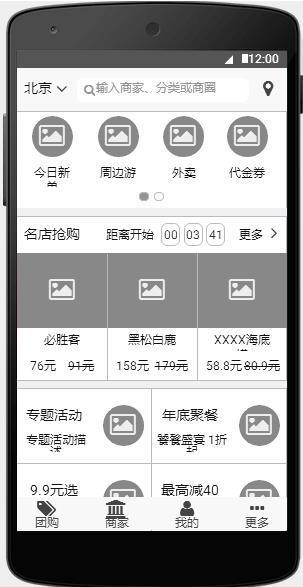 12:00
北京
输入商家、分类或商圈
今日新
单
周边游
外卖
代金券
名店抢购
距离开始 00 03 41
更多
必胜客
黑松白鹿
XXXX海底
76元 91元
158元 179元
58.8元 80.9元
专题活动
专题活动描
述
年底聚餐
饕餮盛宴 1折
起
9.9元选
最高减40
团购
商家
我的
更多